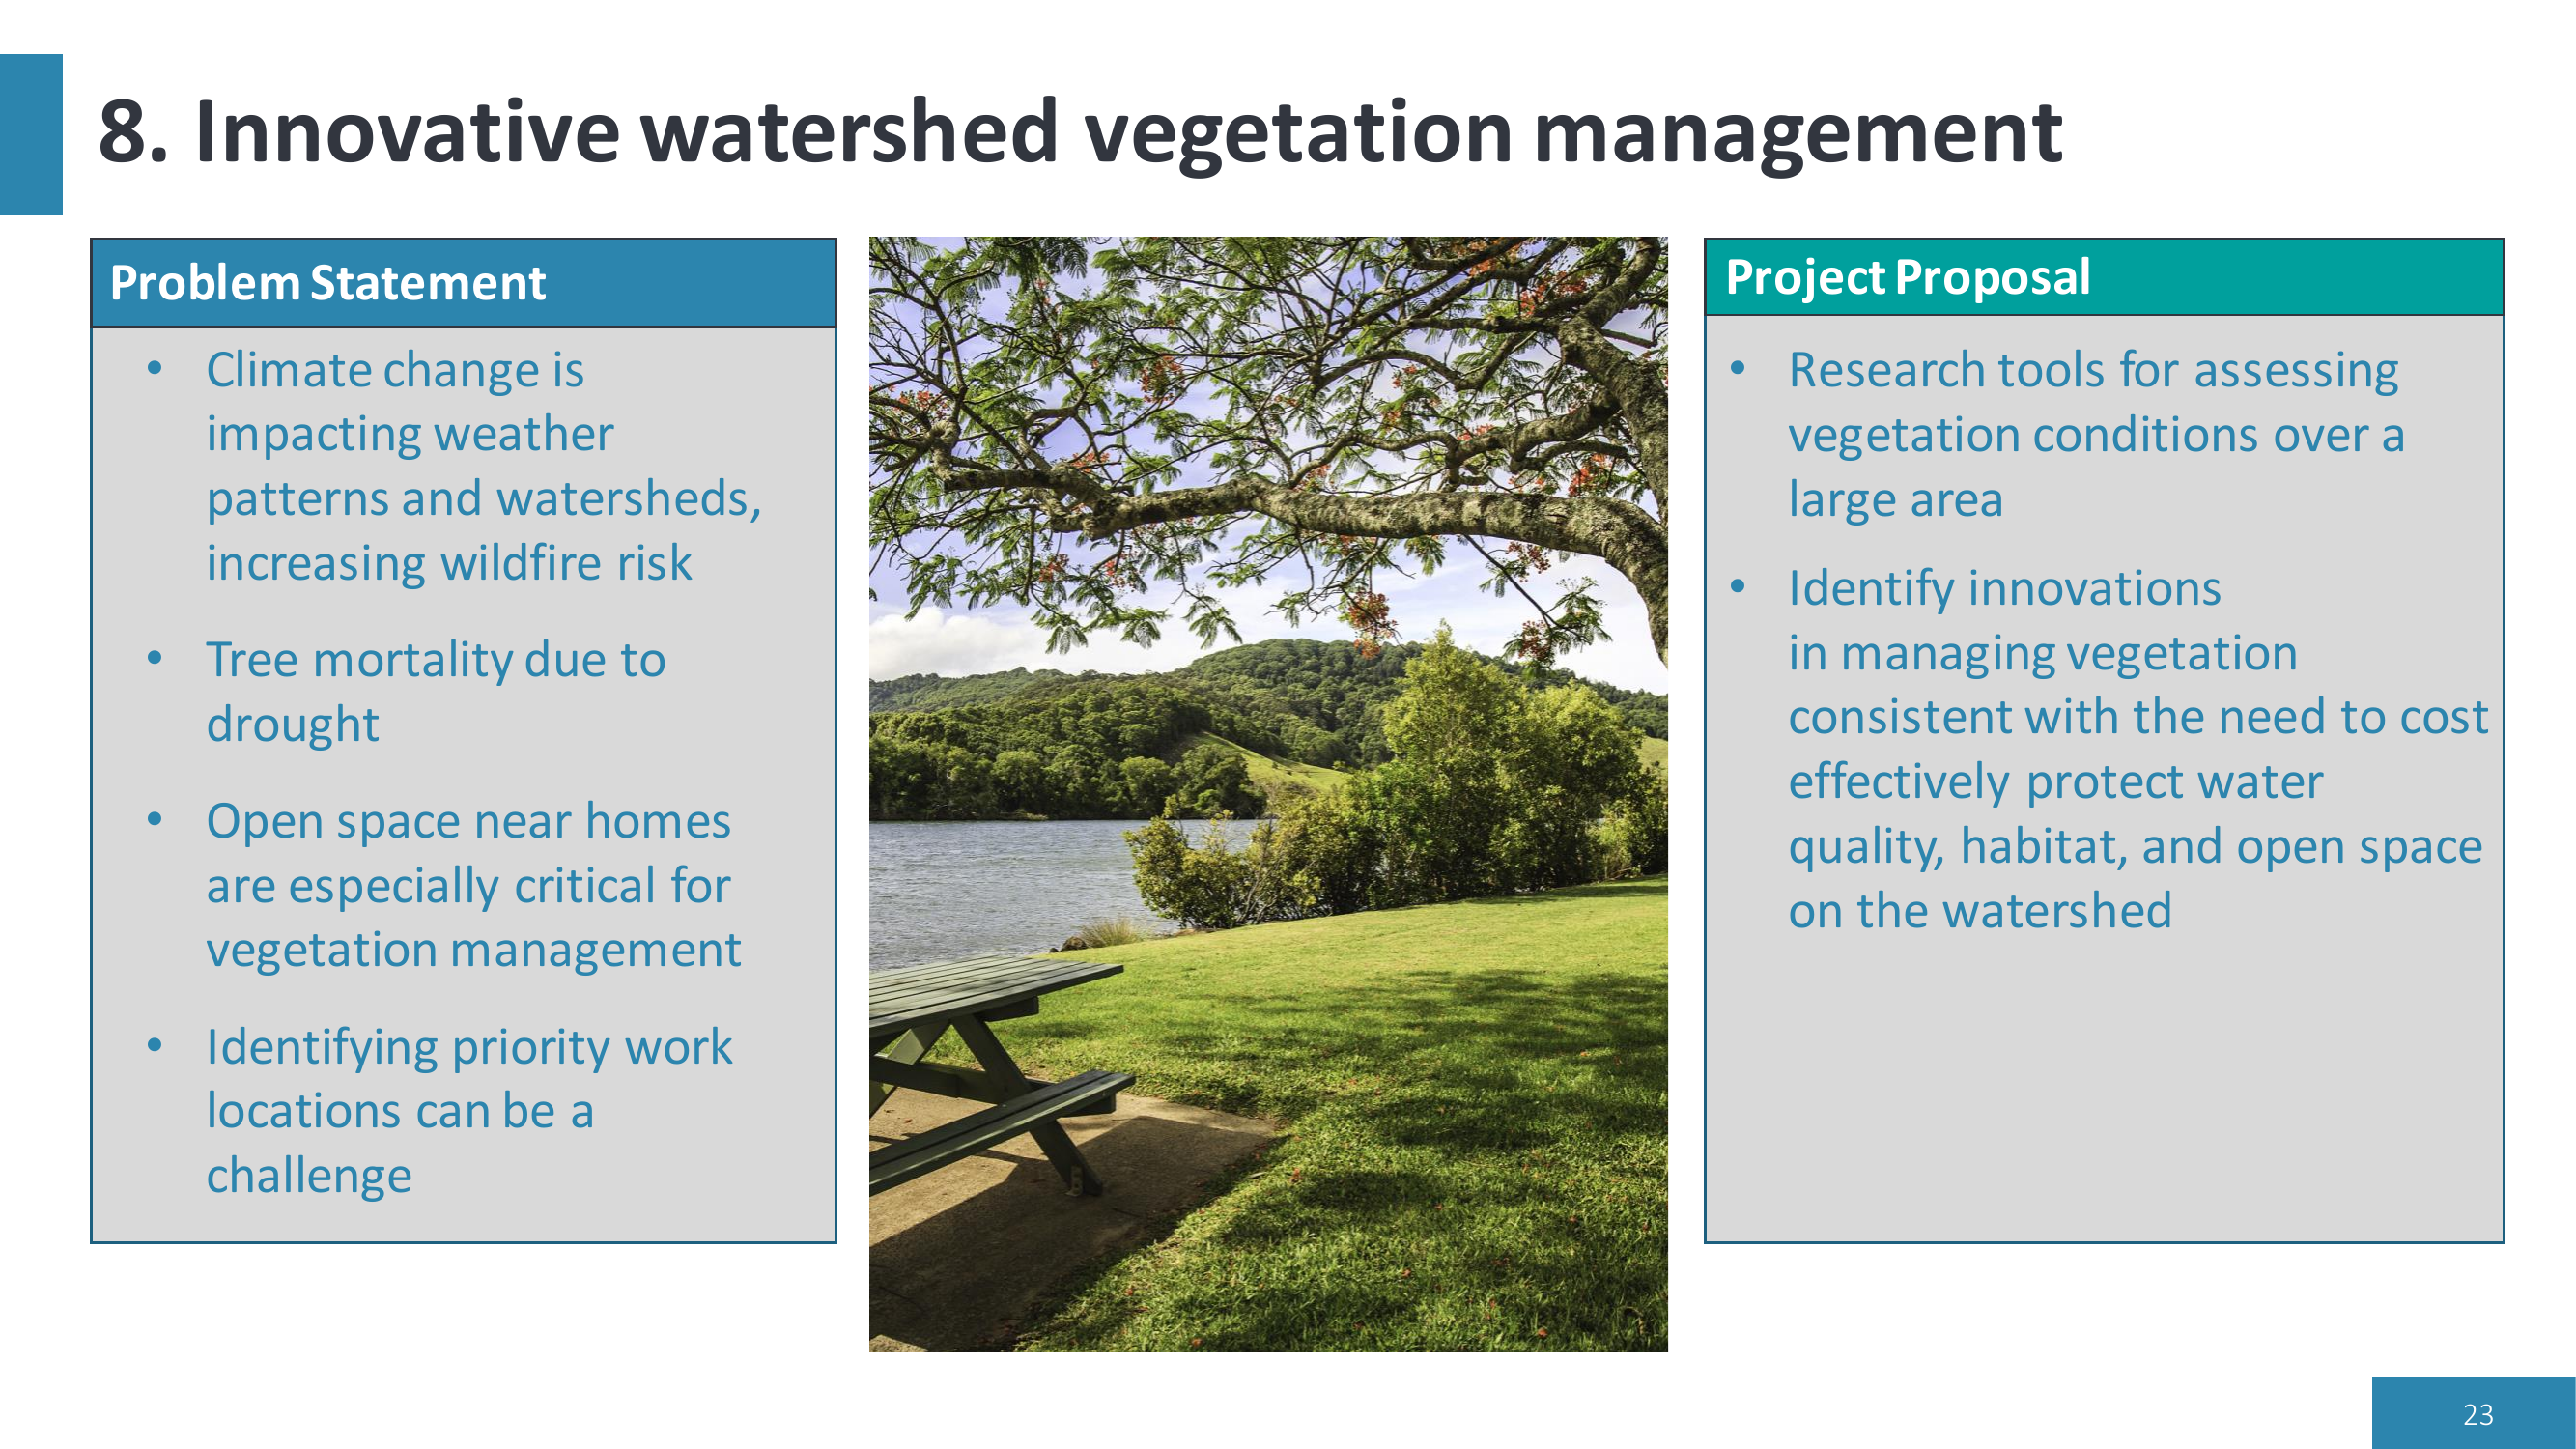 8. Innovative watershed vegetation management
Problem Statement
• Climate change is
impacting weather
patterns and watersheds,
increasing wildfire risk
• Tree mortality due to
drought
• Open space near homes
are especially critical for
vegetation management
• Identifying priority work
locations can be a
challenge
Project Proposal
• Research tools for assessing
vegetation conditions over a
large area
• Identify innovations
in managing vegetation
consistent with the need to cost
effectively protect water
quality, habitat, and open space
on the watershed
23